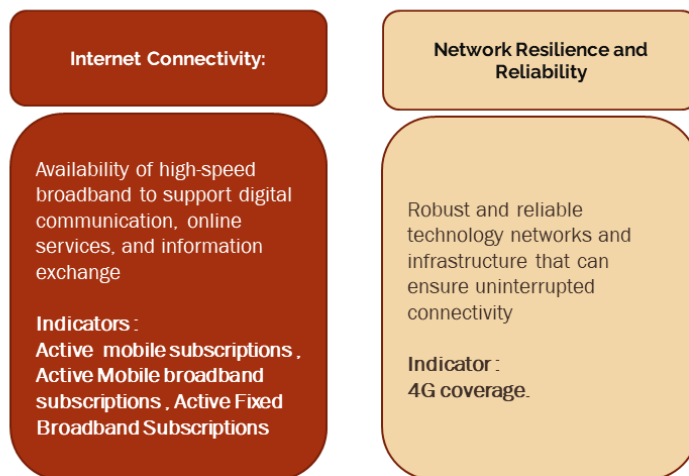 Internet Connectivity:
Availability of high-speed
broadband to support digital
communication, online
services, and information
exchange
Indicators :
Active mobile subscriptions ,
Active Mobile broadband
subscriptions , Active Fixed
Broadband Subscriptions
Network Resilience and
Reliability
Robust and reliable
technology networks and
infrastructure that can
ensure uninterrupted
connectivity
Indicator :
4G coverage.